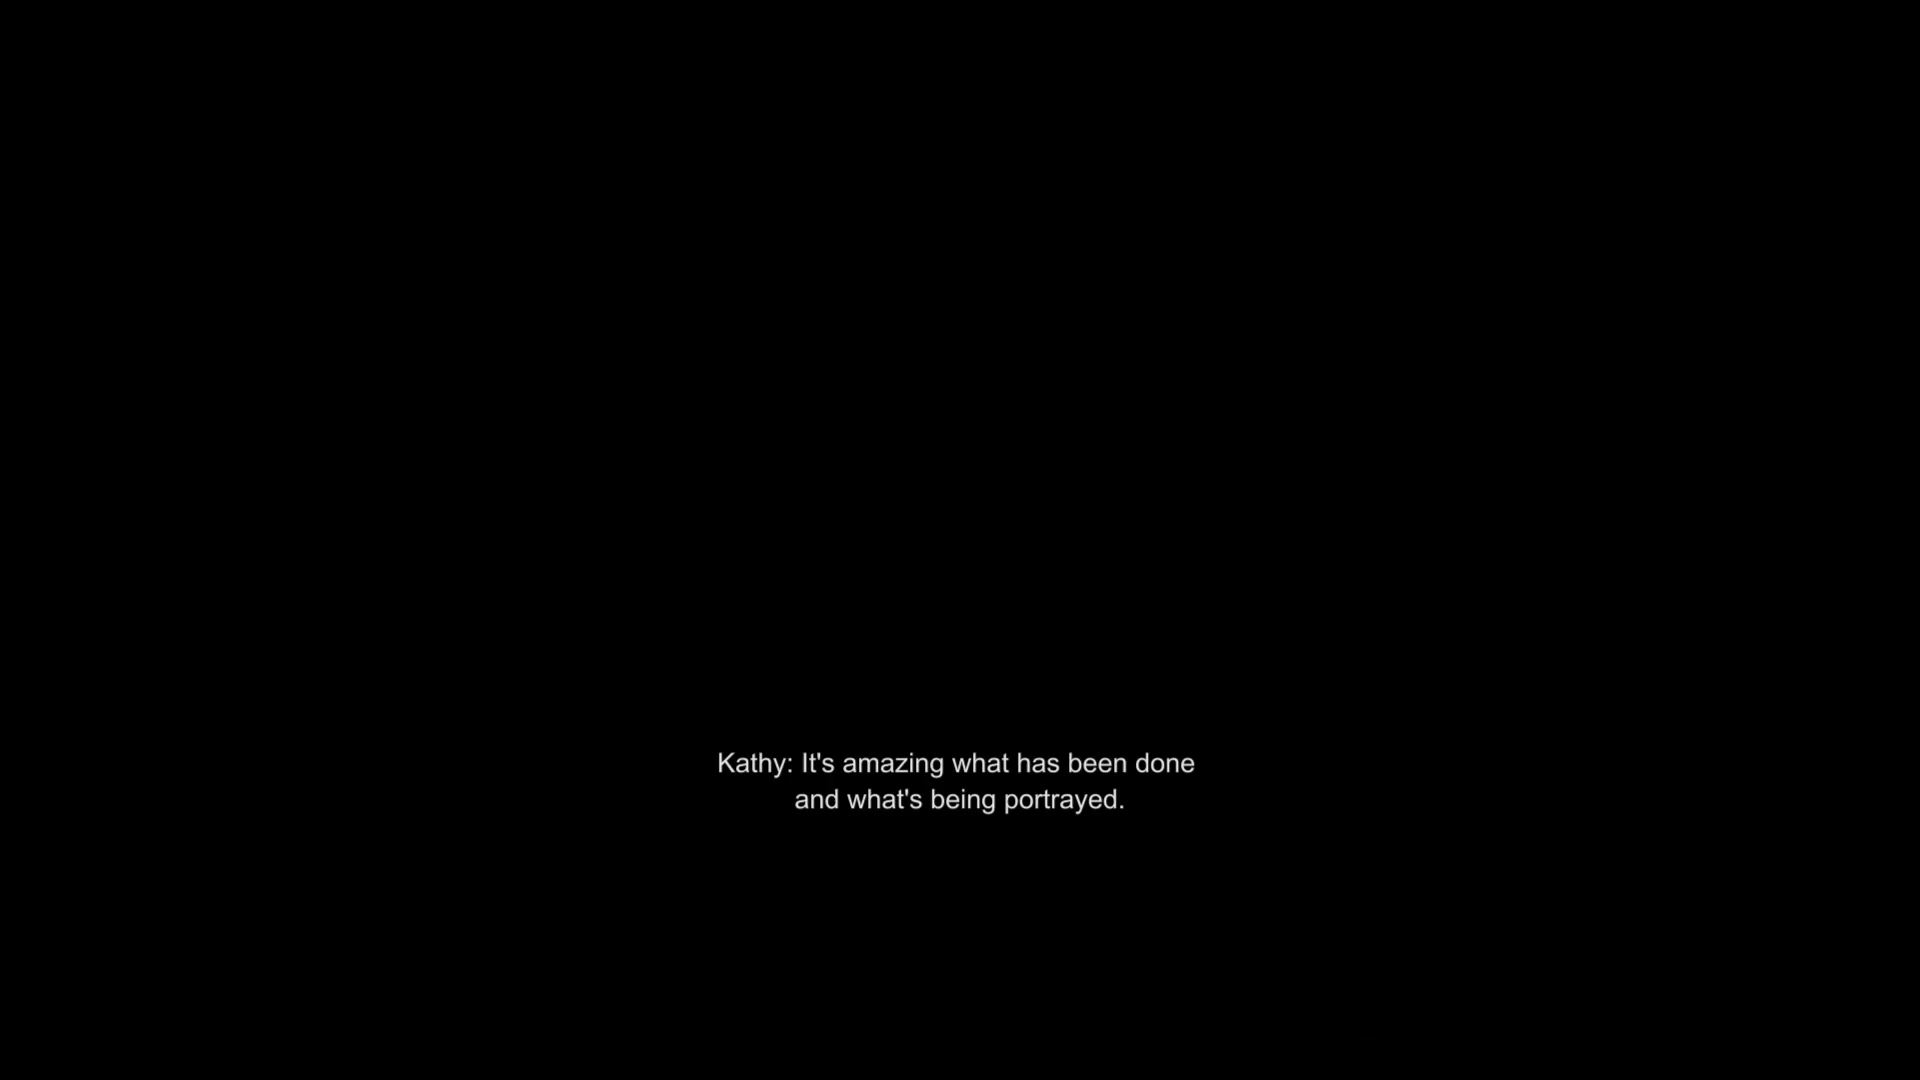 Kathy: It's amazing what has been done
and what's being portrayed.